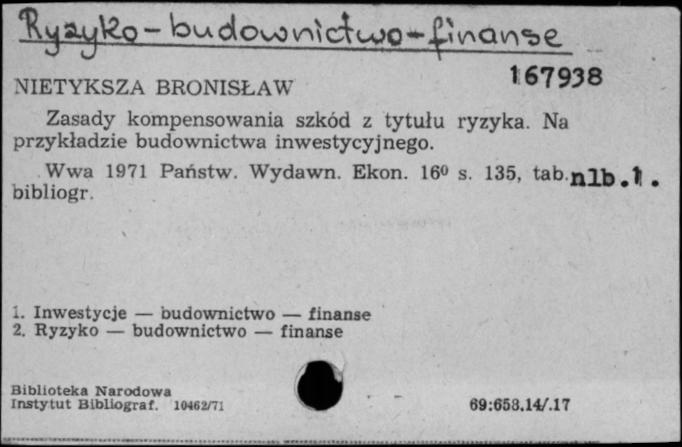 Ryzyko - budownictwo - finanse
167938
NIETYKSZA BRONISŁAW
Zasady kompensowania szkód z tytułu ryzyka. Na
przykładzie budownictwa inwestycyjnego.
Wwa 1971 Państw. Wydawn. Ekon. 16⁰ s. 135, tab. nlb. 1.
bibliogr.
1. Inwestycje — budownictwo — finanse
2. Ryzyko — budownictwo — finanse
Biblioteka Narodowa
Instytut Bibliograf. 10462/71
69:658.14/.17